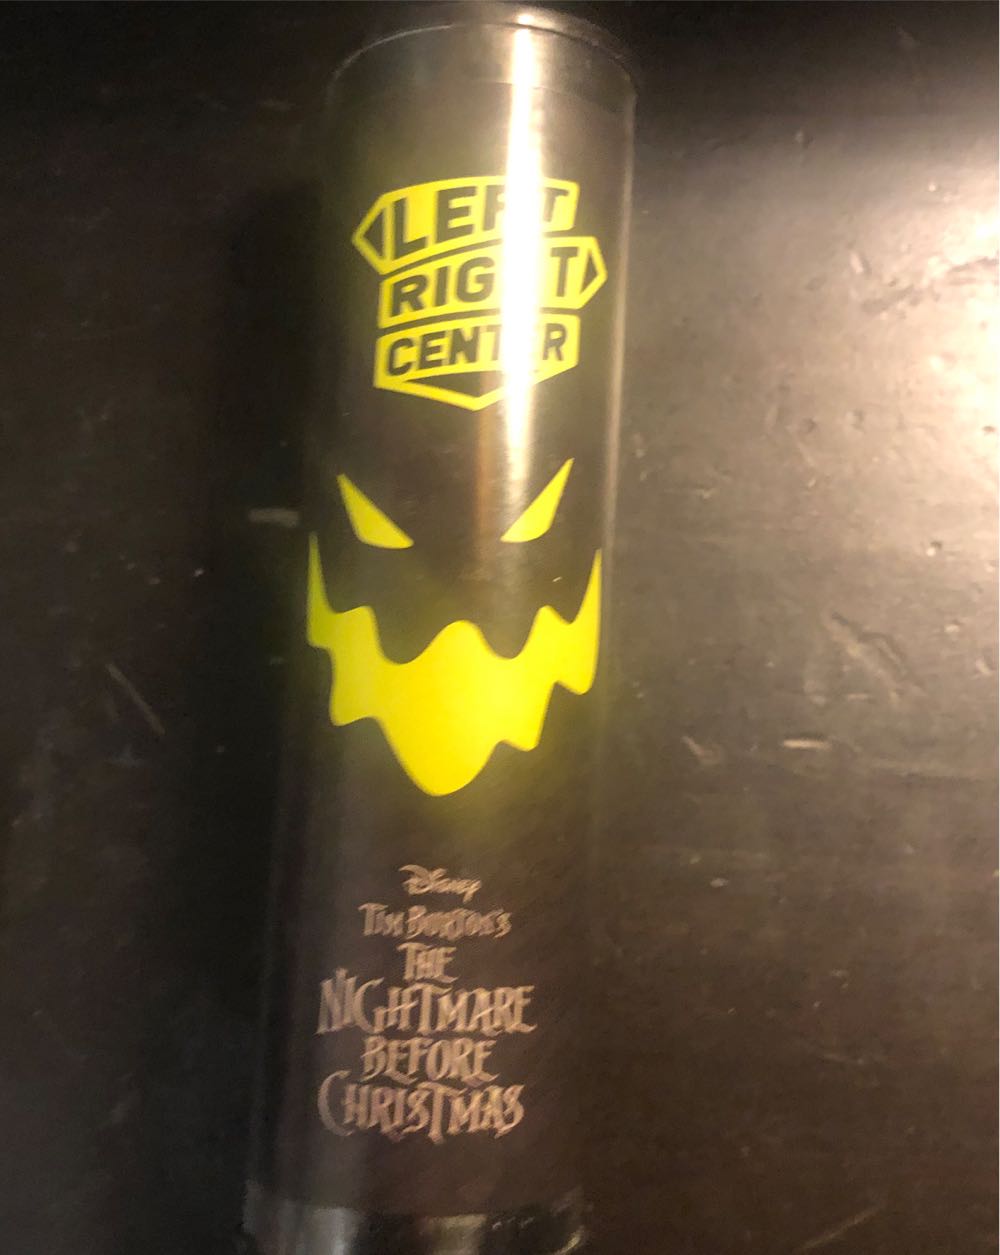 LEFT
RIGHT
CENTER
Disney
Tim Burton's
THE
NIGHTMARE
BEFORE
CHRISTMAS